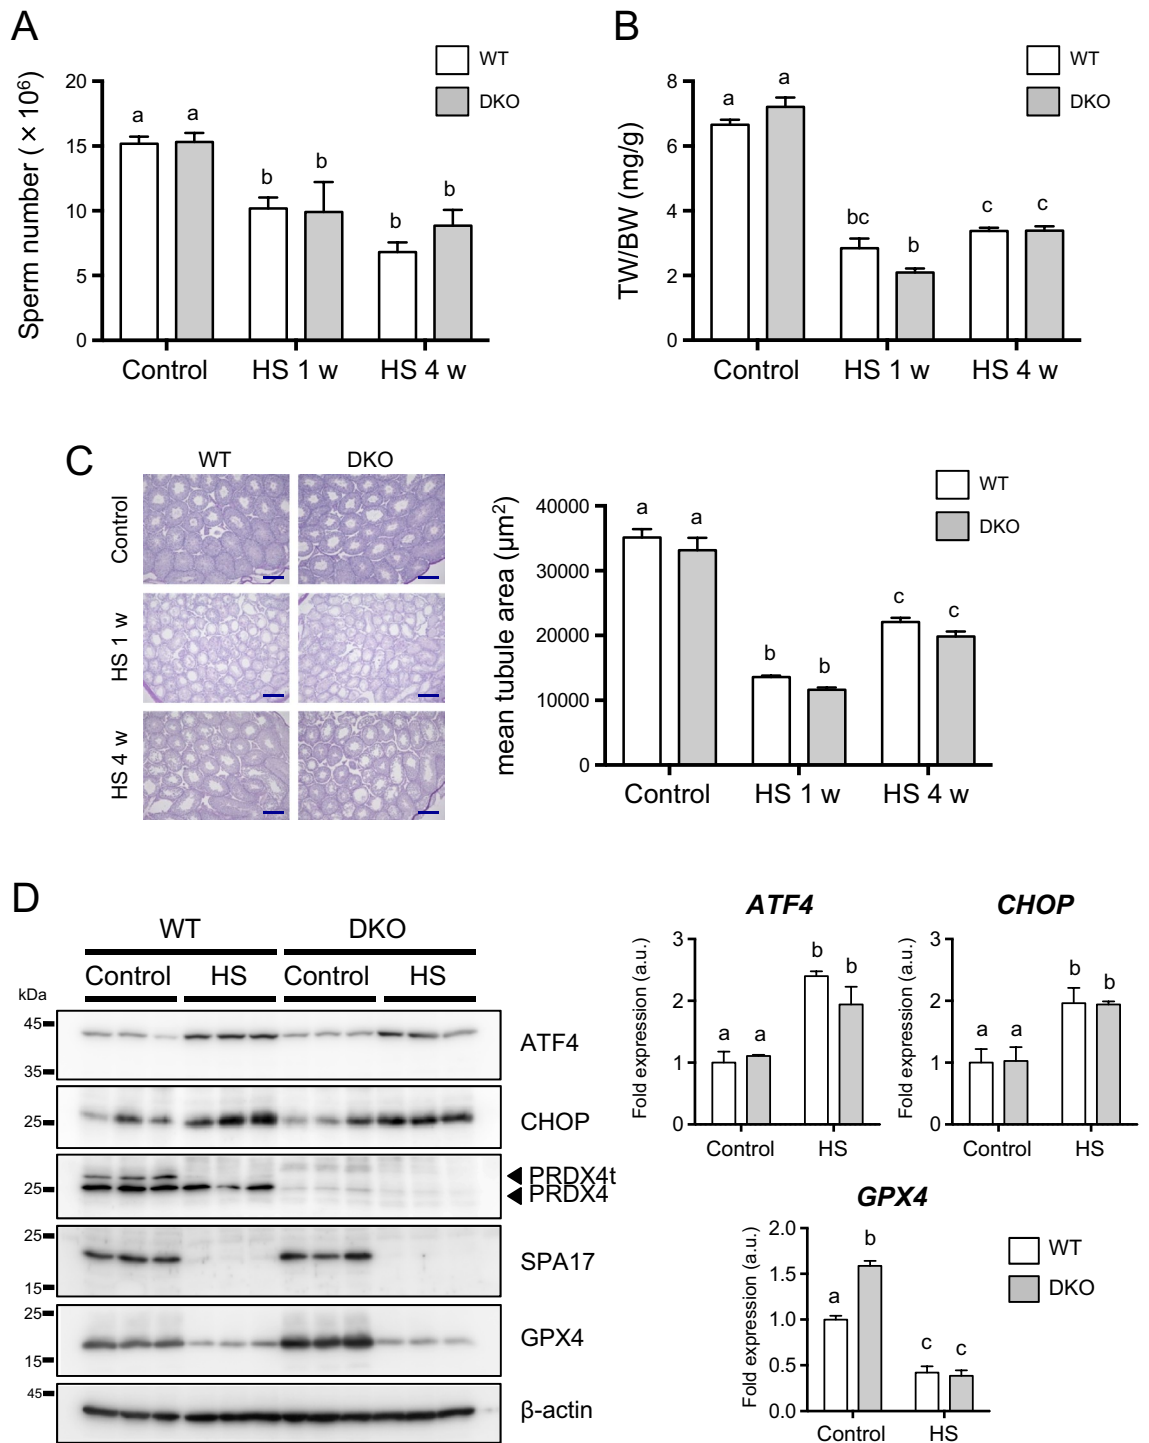 A
Sperm number ( × 10⁶)
20
15
10
5
0
a
a
b
b
b
b
WT
DKO
Control
HS 1 w
HS 4 w
B
TW/BW (mg/g)
8
6
4
2
0
a
a
bc
b
c
c
WT
DKO
Control
HS 1 w
HS 4 w
C
WT
DKO
Control
HS 1 w
HS 4 w
mean tubule area (µm²)
40000
30000
20000
10000
0
a
a
b
b
c
c
WT
DKO
Control
HS 1 w
HS 4 w
D
WT
DKO
Control
HS
Control
HS
kDa
45
35
ATF4
25
CHOP
25
PRDX4t
PRDX4
25
15
SPA17
25
15
GPX4
45
β-actin
ATF4
Fold expression (a.u.)
3
2
1
0
a
a
b
b
Control
HS
CHOP
Fold expression (a.u.)
3
2
1
0
a
a
b
b
Control
HS
GPX4
Fold expression (a.u.)
2.0
1.5
1.0
0.5
0.0
a
b
c
c
Control
HS
WT
DKO